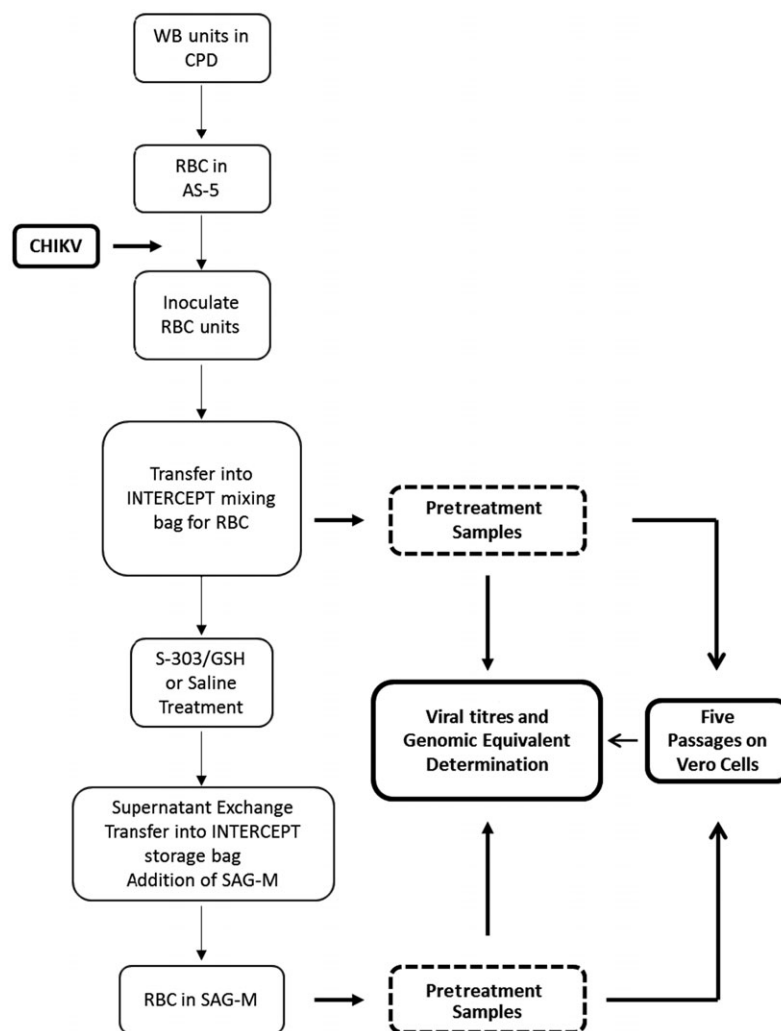 WB units in
CPD
RBC in
AS-5
CHIKV
Inoculate
RBC units
Transfer into
INTERCEPT mixing
bag for RBC
Pretreatment
Samples
S-303/GSH
or Saline
Treatment
Viral titres and
Genomic Equivalent
Determination
Five
Passages on
Vero Cells
Supernatant Exchange
Transfer into INTERCEPT
storage bag
Addition of SAG-M
RBC in SAG-M
Pretreatment
Samples